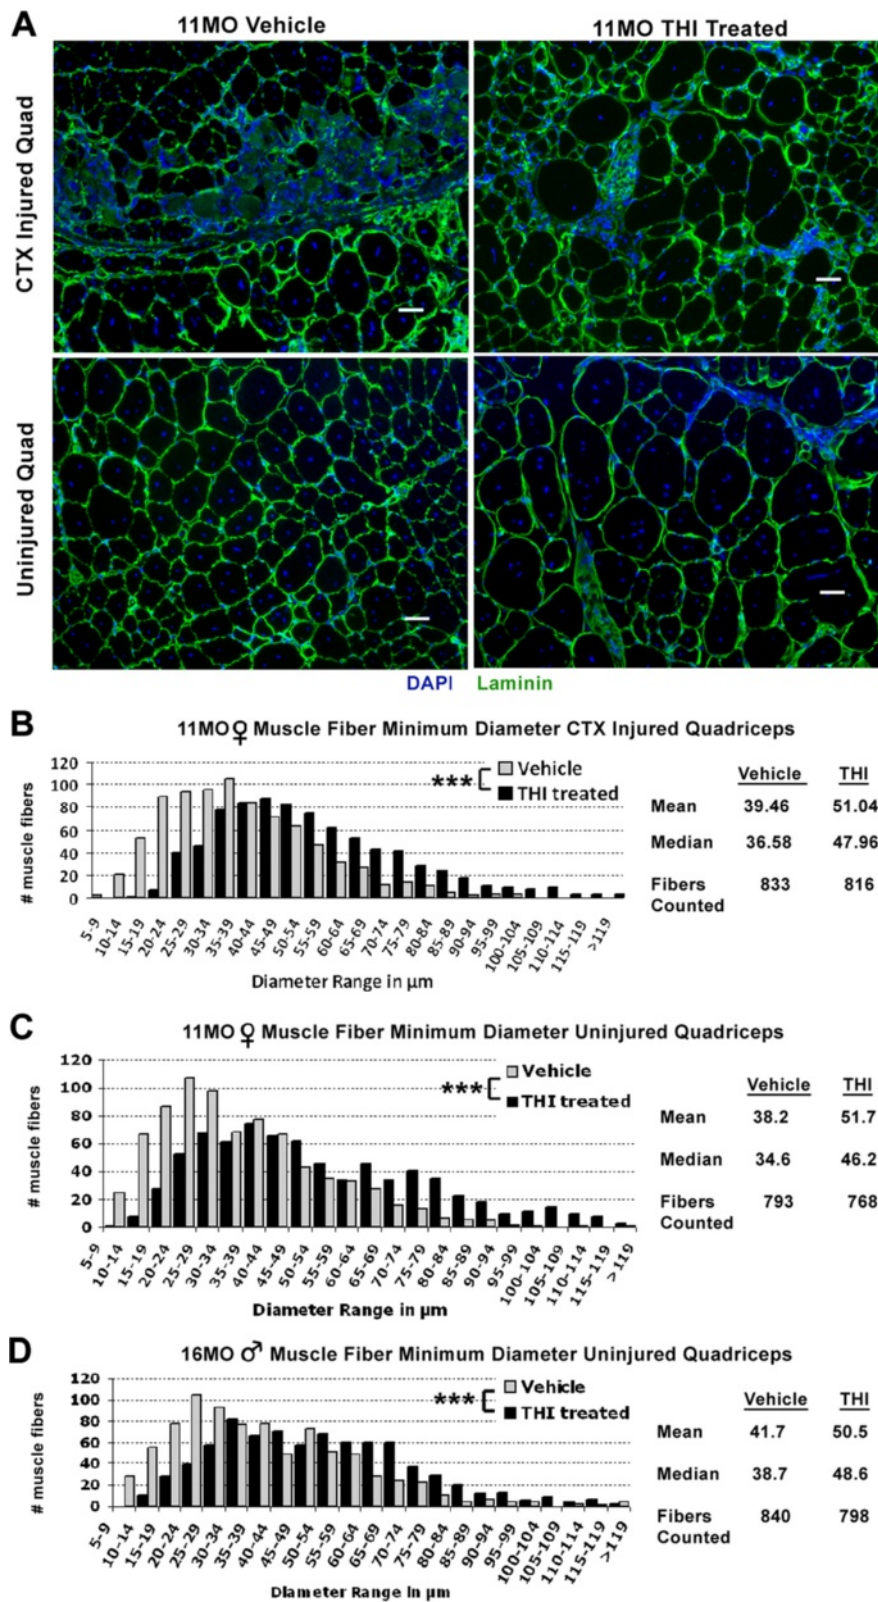 A
11MO Vehicle
11MO THI Treated
CTX Injured Quad
Uninjured Quad
DAPI Laminin
B
11MO♀ Muscle Fiber Minimum Diameter CTX Injured Quadriceps
# muscle fibers
120
100
80
60
40
20
0
*** Vehicle
THI treated
5-9 10-14 15-19 20-24 25-29 30-34 35-39 40-44 45-49 50-54 55-59 60-64 65-69 70-74 75-79 80-84 85-89 90-94 95-99 100-104 105-109 110-114 115-119 >119
Diameter Range in µm
Vehicle THI
Mean 39.46 51.04
Median 36.58 47.96
Fibers Counted 833 816
C
11MO ♀ Muscle Fiber Minimum Diameter Uninjured Quadriceps
# muscle fibers
120
100
80
60
40
20
0
*** Vehicle
THI treated
5-9 10-14 15-19 20-24 25-29 30-34 35-39 40-44 45-49 50-54 55-59 60-64 65-69 70-74 75-79 80-84 85-89 90-94 95-99 100-104 105-109 110-114 115-119 >119
Diameter Range in µm
Vehicle THI
Mean 38.2 51.7
Median 34.6 46.2
Fibers Counted 793 768
D
16MO ♂ Muscle Fiber Minimum Diameter Uninjured Quadriceps
# muscle fibers
120
100
80
60
40
20
0
*** Vehicle
THI treated
5-9 10-14 15-19 20-24 25-29 30-34 35-39 40-44 45-49 50-54 55-59 60-64 65-69 70-74 75-79 80-84 85-89 90-94 95-99 100-104 105-109 110-114 115-119 >119
Diameter Range in µm
Vehicle THI
Mean 41.7 50.5
Median 38.7 48.6
Fibers Counted 840 798